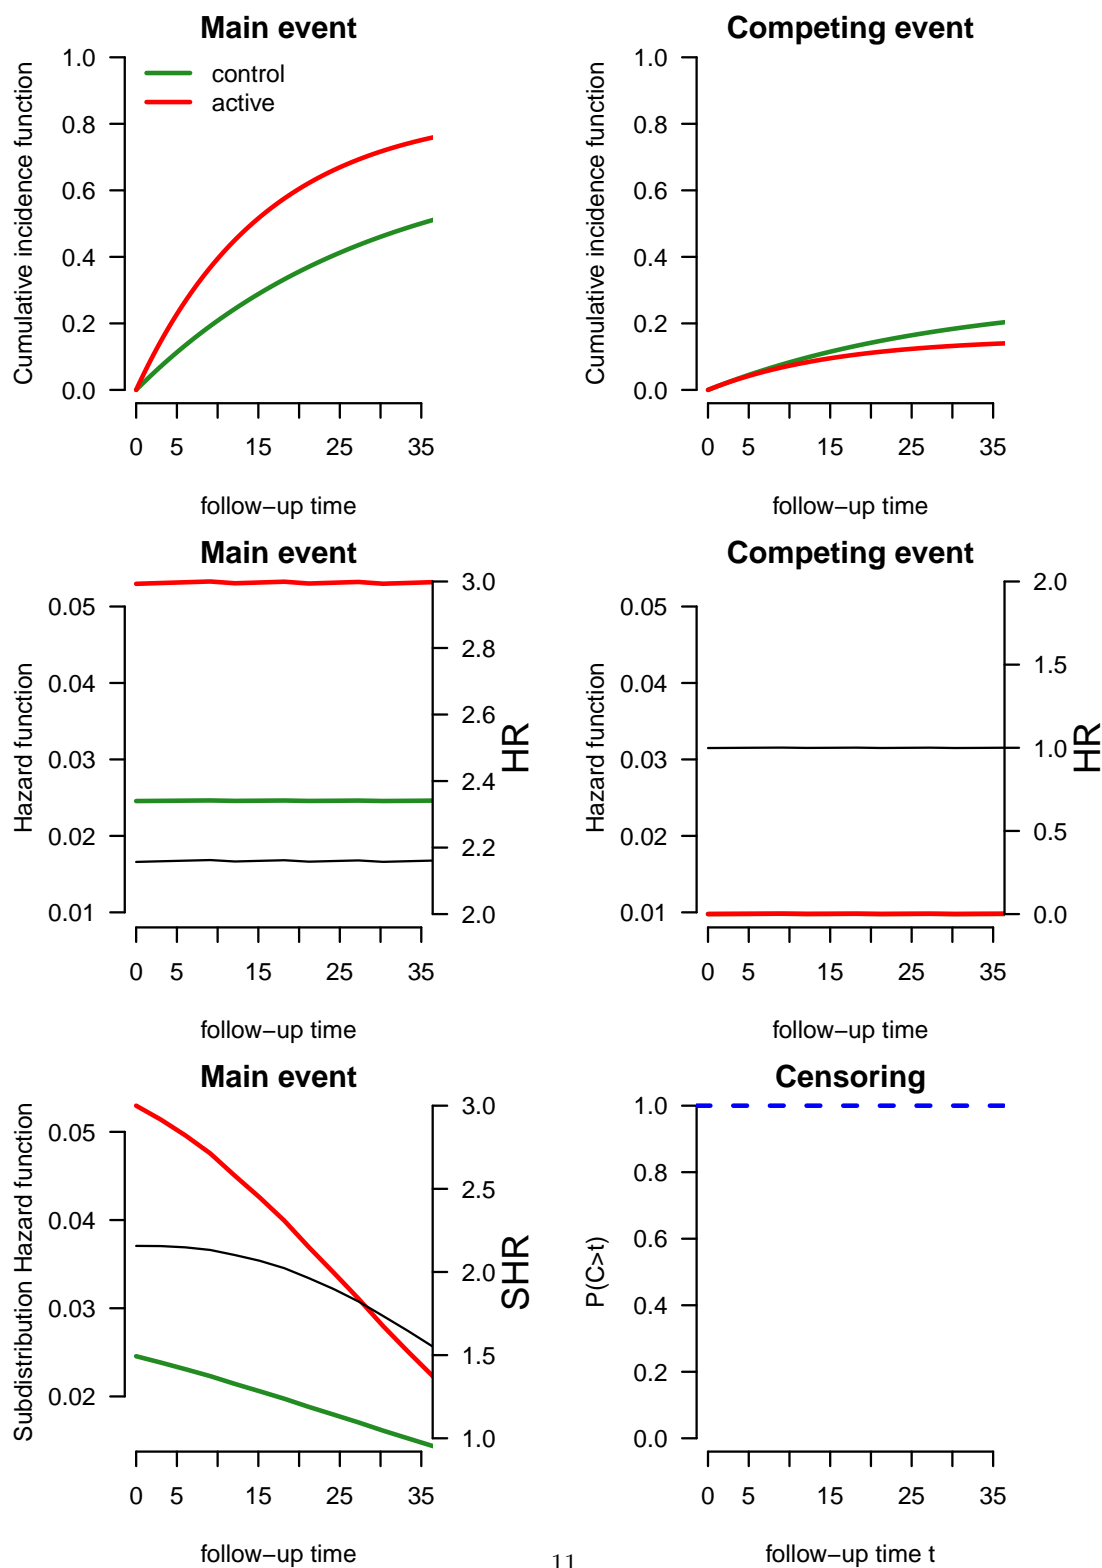 Main event
Cumulative incidence function
1.0
0.8
0.6
0.4
0.2
0.0
control
active
0 5 15 25 35
follow−up time
Competing event
Cumulative incidence function
1.0
0.8
0.6
0.4
0.2
0.0
0 5 15 25 35
follow−up time
Main event
Hazard function
0.05
0.04
0.03
0.02
0.01
3.0
2.8
2.6
2.4
2.2
2.0
HR
0 5 15 25 35
follow−up time
Competing event
Hazard function
0.05
0.04
0.03
0.02
0.01
2.0
1.5
1.0
0.5
0.0
HR
0 5 15 25 35
follow−up time
Main event
Subdistribution Hazard function
0.05
0.04
0.03
0.02
3.0
2.5
2.0
1.5
1.0
SHR
0 5 15 25 35
follow−up time
Censoring
P(C>t)
1.0
0.8
0.6
0.4
0.2
0.0
0 5 15 25 35
follow−up time t
11